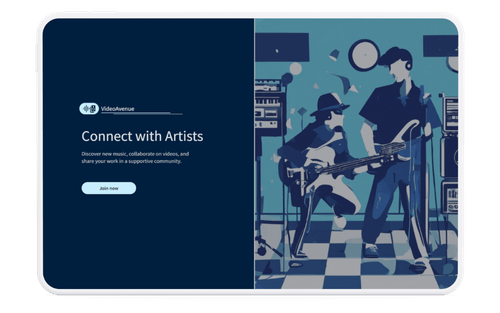 VideoAvenue
Connect with Artists
Discover new music, collaborate on videos, and
share your work in a supportive community.
Join now